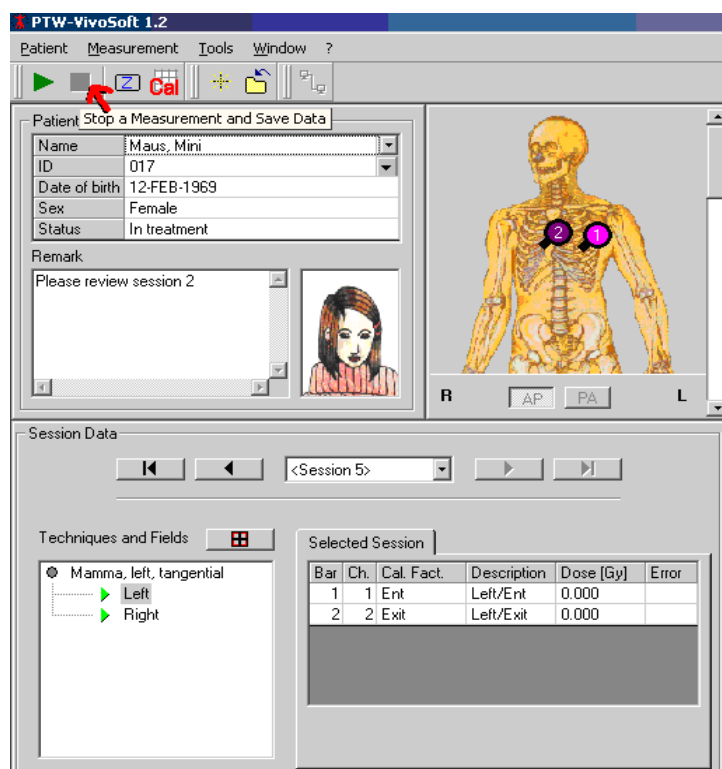 PTW-VivoSoft 1.2
Patient Measurement Tools Window ?
Z Cal
Stop a Measurement and Save Data
Patient
Name Maus, Mini
ID 017
Date of birth 12-FEB-1969
Sex Female
Status In treatment
Remark
Please review session 2
2 1
R AP PA L
Session Data
<Session 5>
Techniques and Fields
Selected Session
Mamma, left, tangential
Left
Right
Bar Ch. Cal. Fact. Description Dose [Gy] Error
1 1 Ent Left/Ent 0.000
2 2 Exit Left/Exit 0.000